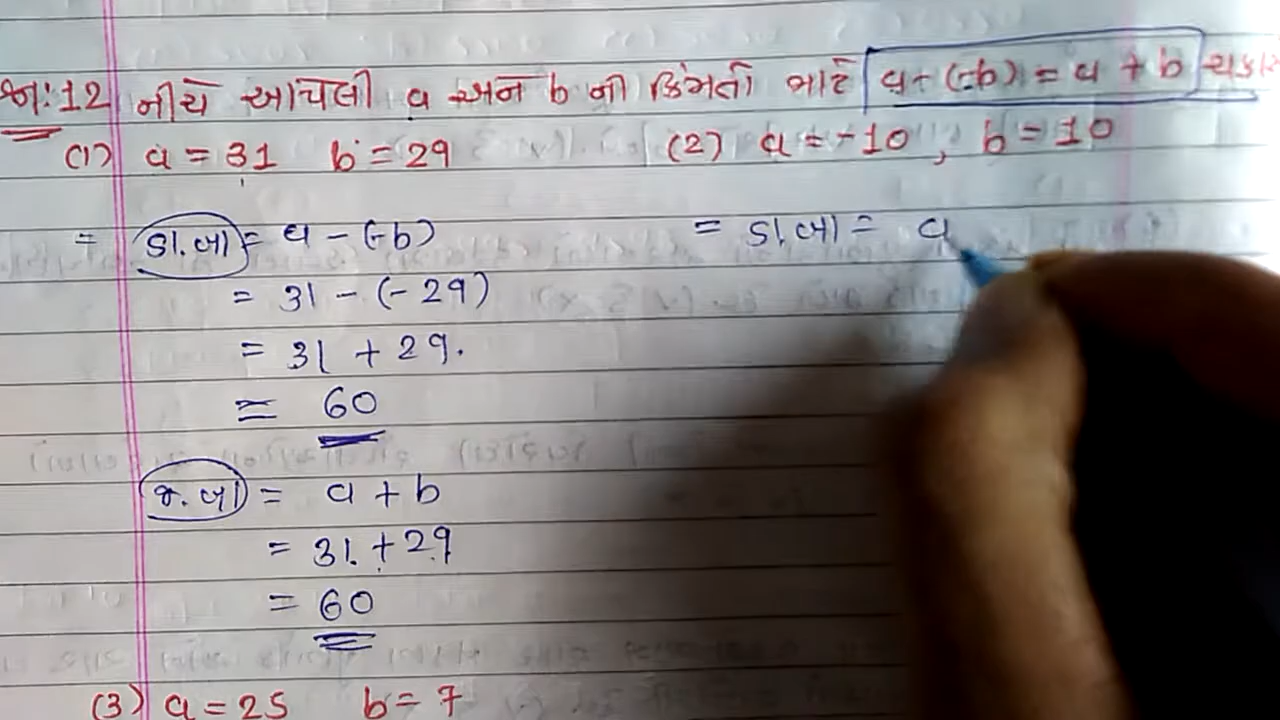 જા:12 નીચે આપેલી a અને b ની કિંમતો માટે a - (-b) = a + b ચકાસ
(1) a = 31 b = 29 (2) a = -10, b = 10
= ડા.બા = a - (-b) = ડા.બા = a
= 31 - (- 29)
= 31 + 29.
= 60
જ.બા = a + b
= 31 + 29
= 60
(3) a = 25 b = 7